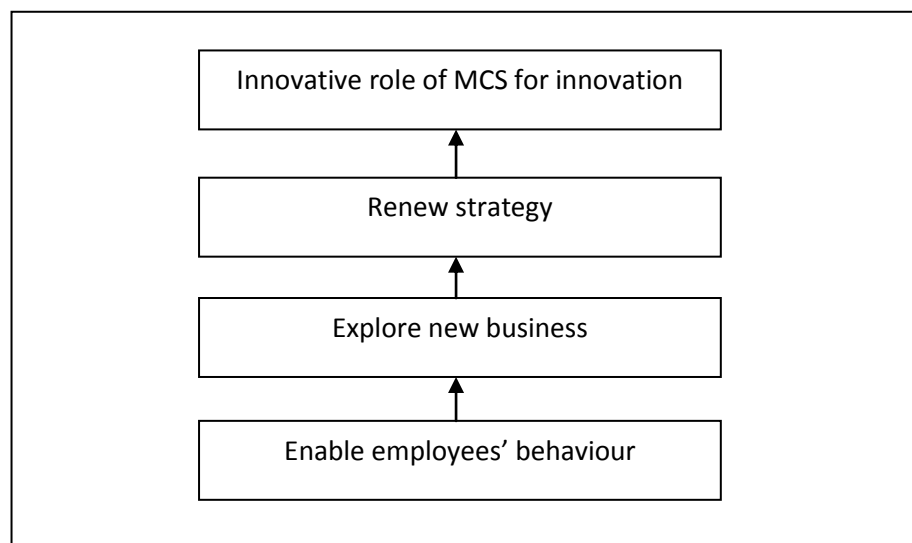 Innovative role of MCS for innovation
Renew strategy
Explore new business
Enable employees’ behaviour